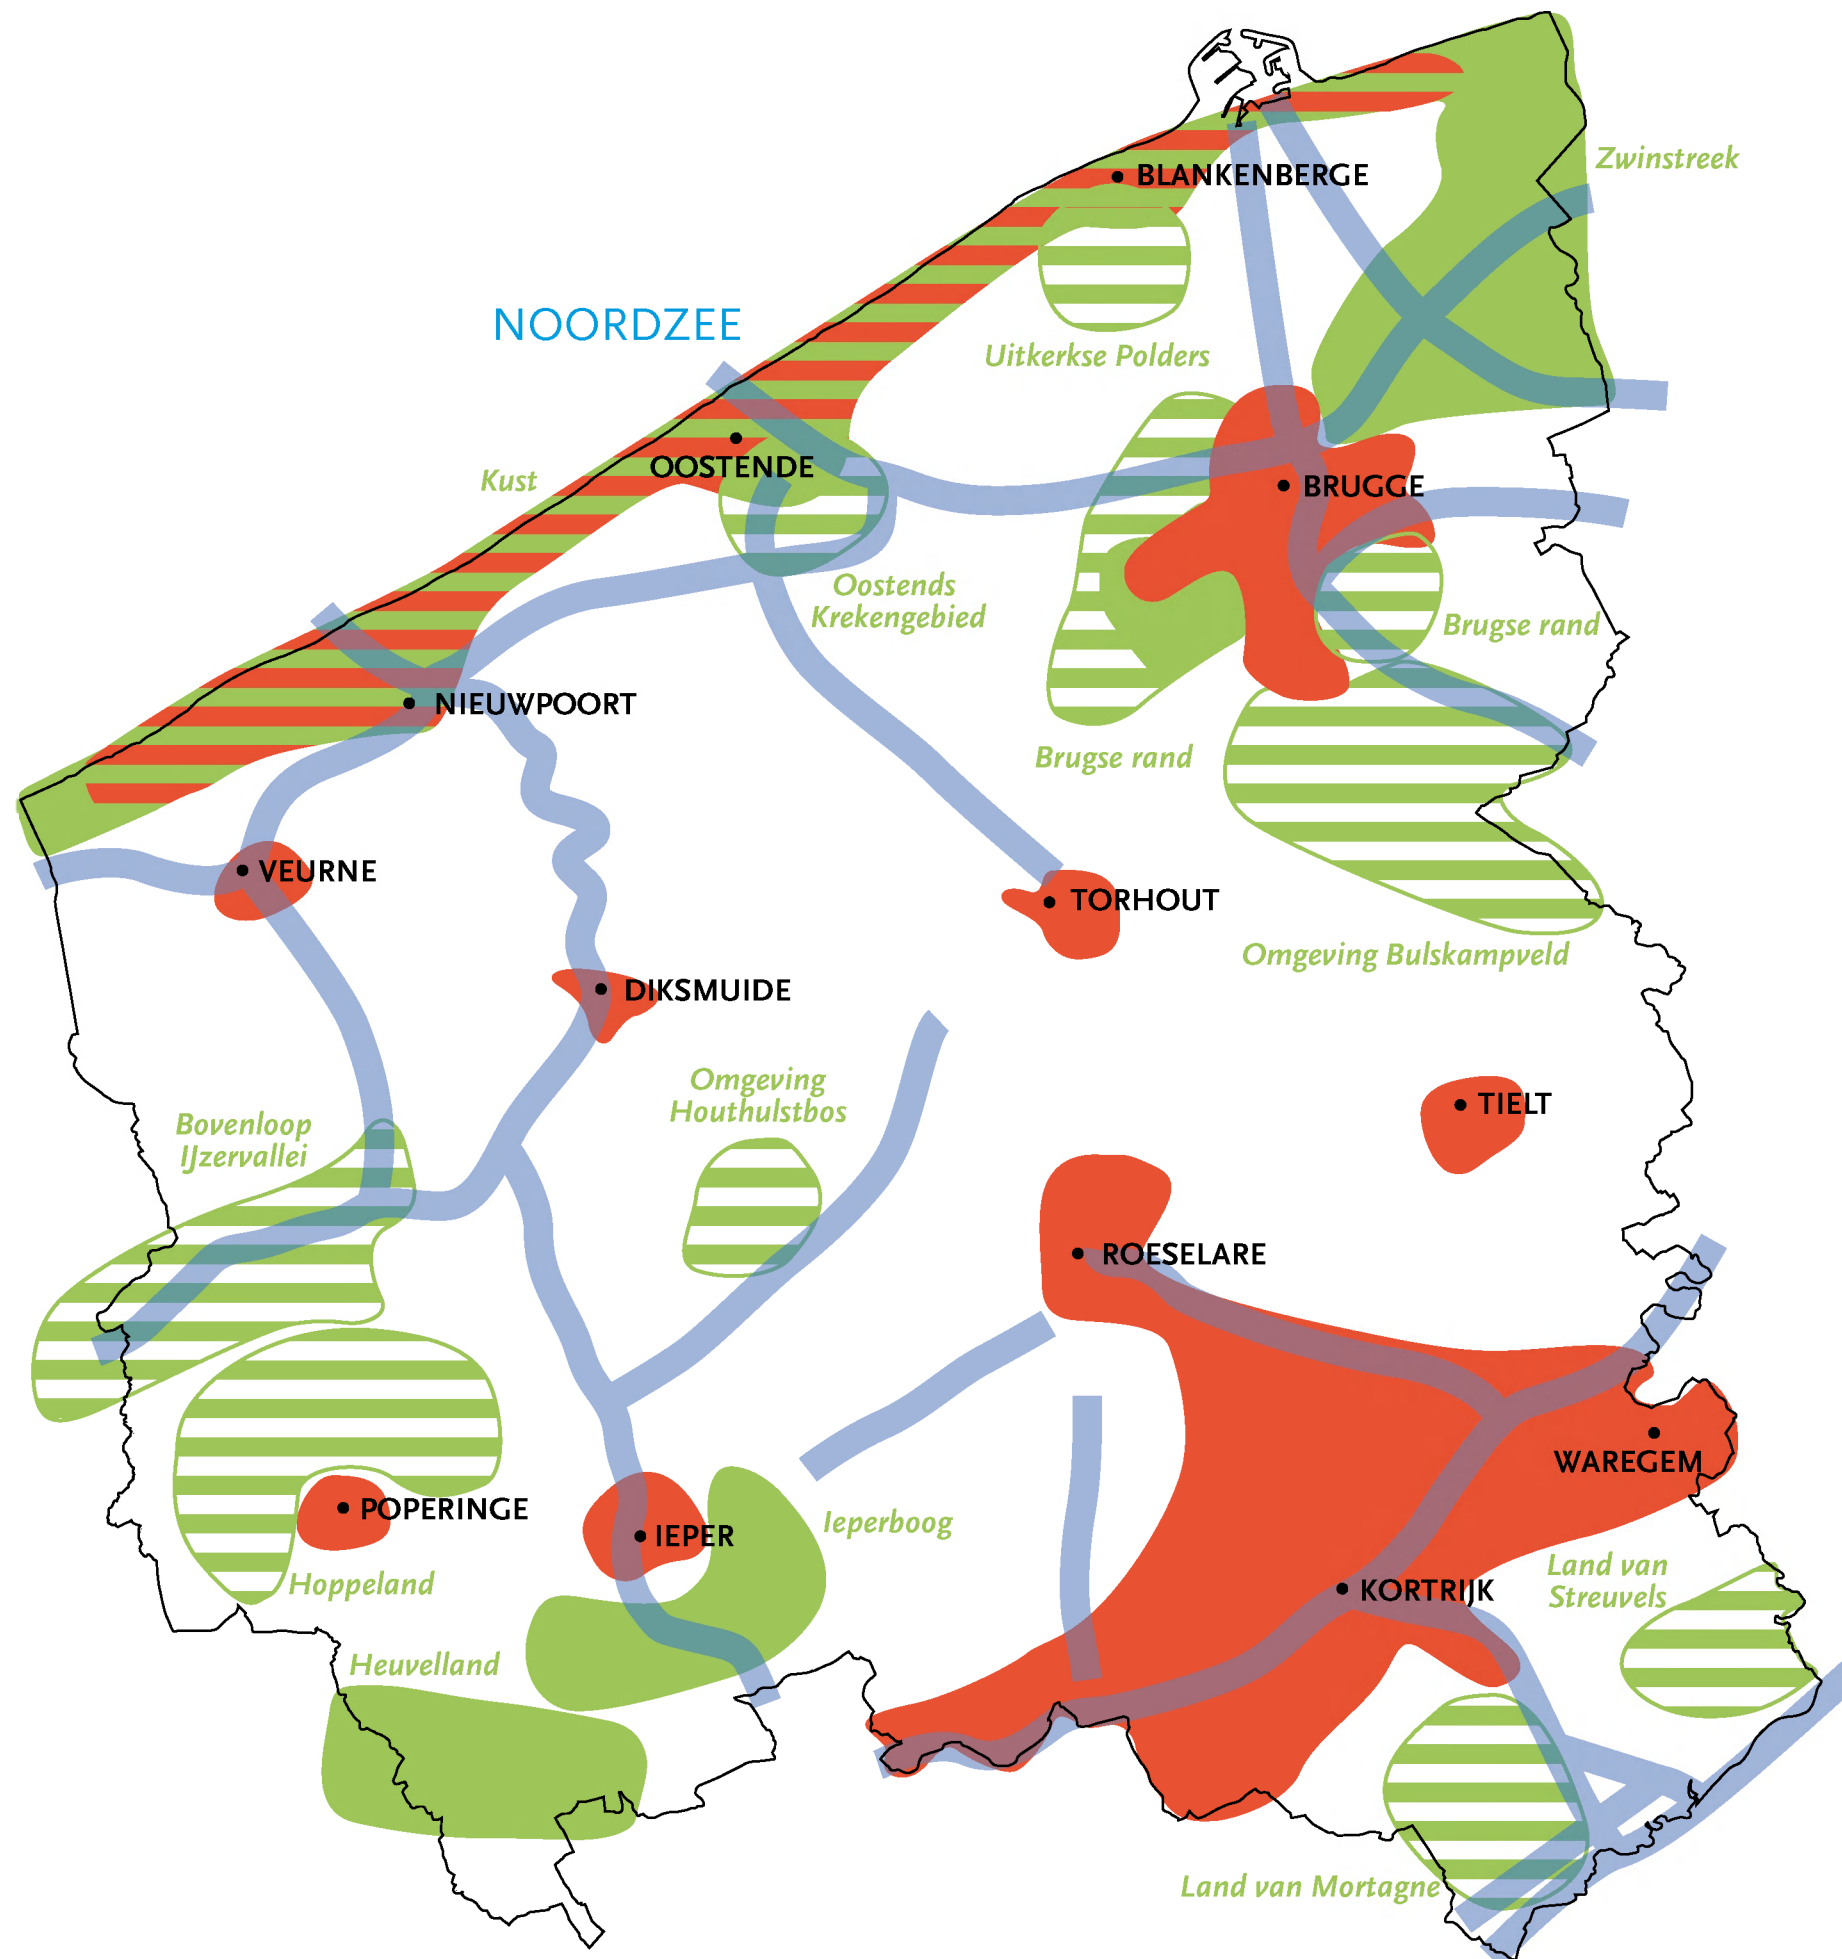 Zwinstreek
BLANKENBERGE
NOORDZEE
Uitkerkse Polders
Kust
OOSTENDE
BRUGGE
Oostends
Krekengebied
Brugse rand
NIEUWPOORT
Brugse rand
VEURNE
TORHOUT
Omgeving Bulskampveld
DIKSMUIDE
Omgeving
Houthulstbos
TIELT
Bovenloop
IJzervallei
ROESELARE
WAREGEM
POPERINGE
IEPER
Ieperboog
Hoppeland
KORTRIJK
Land van
Streuvels
Heuvelland
Land van Mortagne